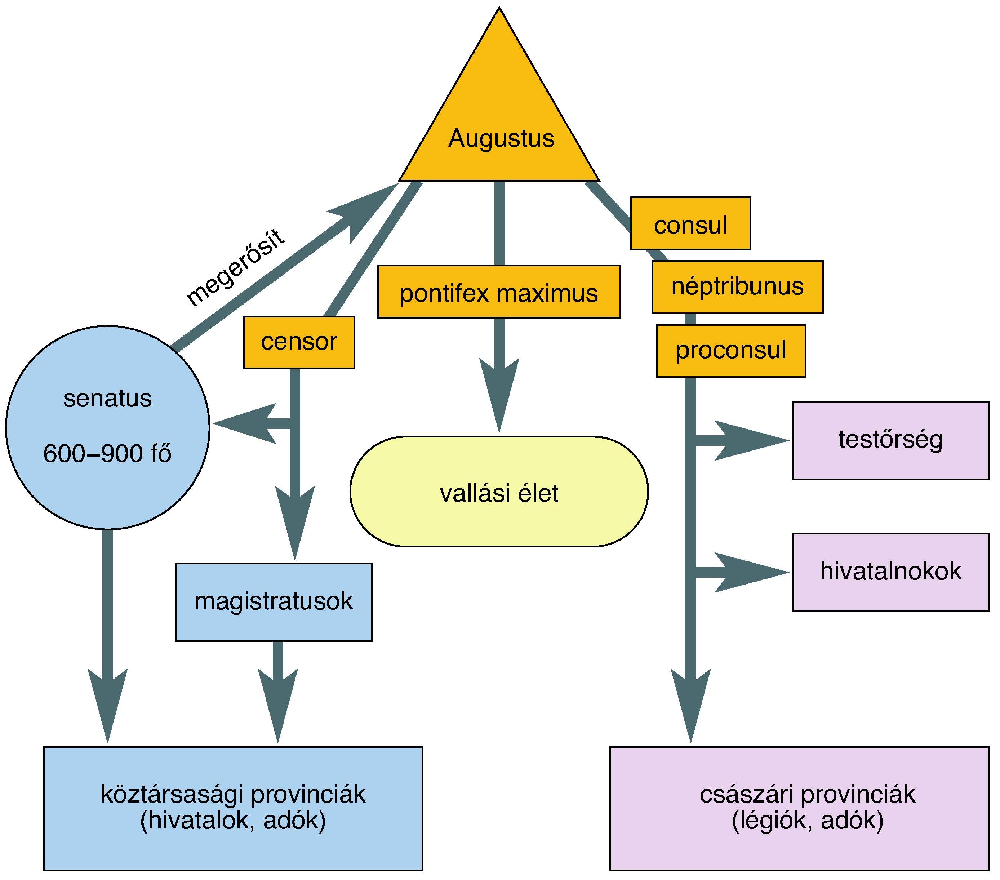 Augustus
megerősít
consul
néptribunus
proconsul
pontifex maximus
censor
senatus
600–900 fő
testőrség
vallási élet
hivatalnokok
magistratusok
köztársasági provinciák
(hivatalok, adók)
császári provinciák
(légiók, adók)